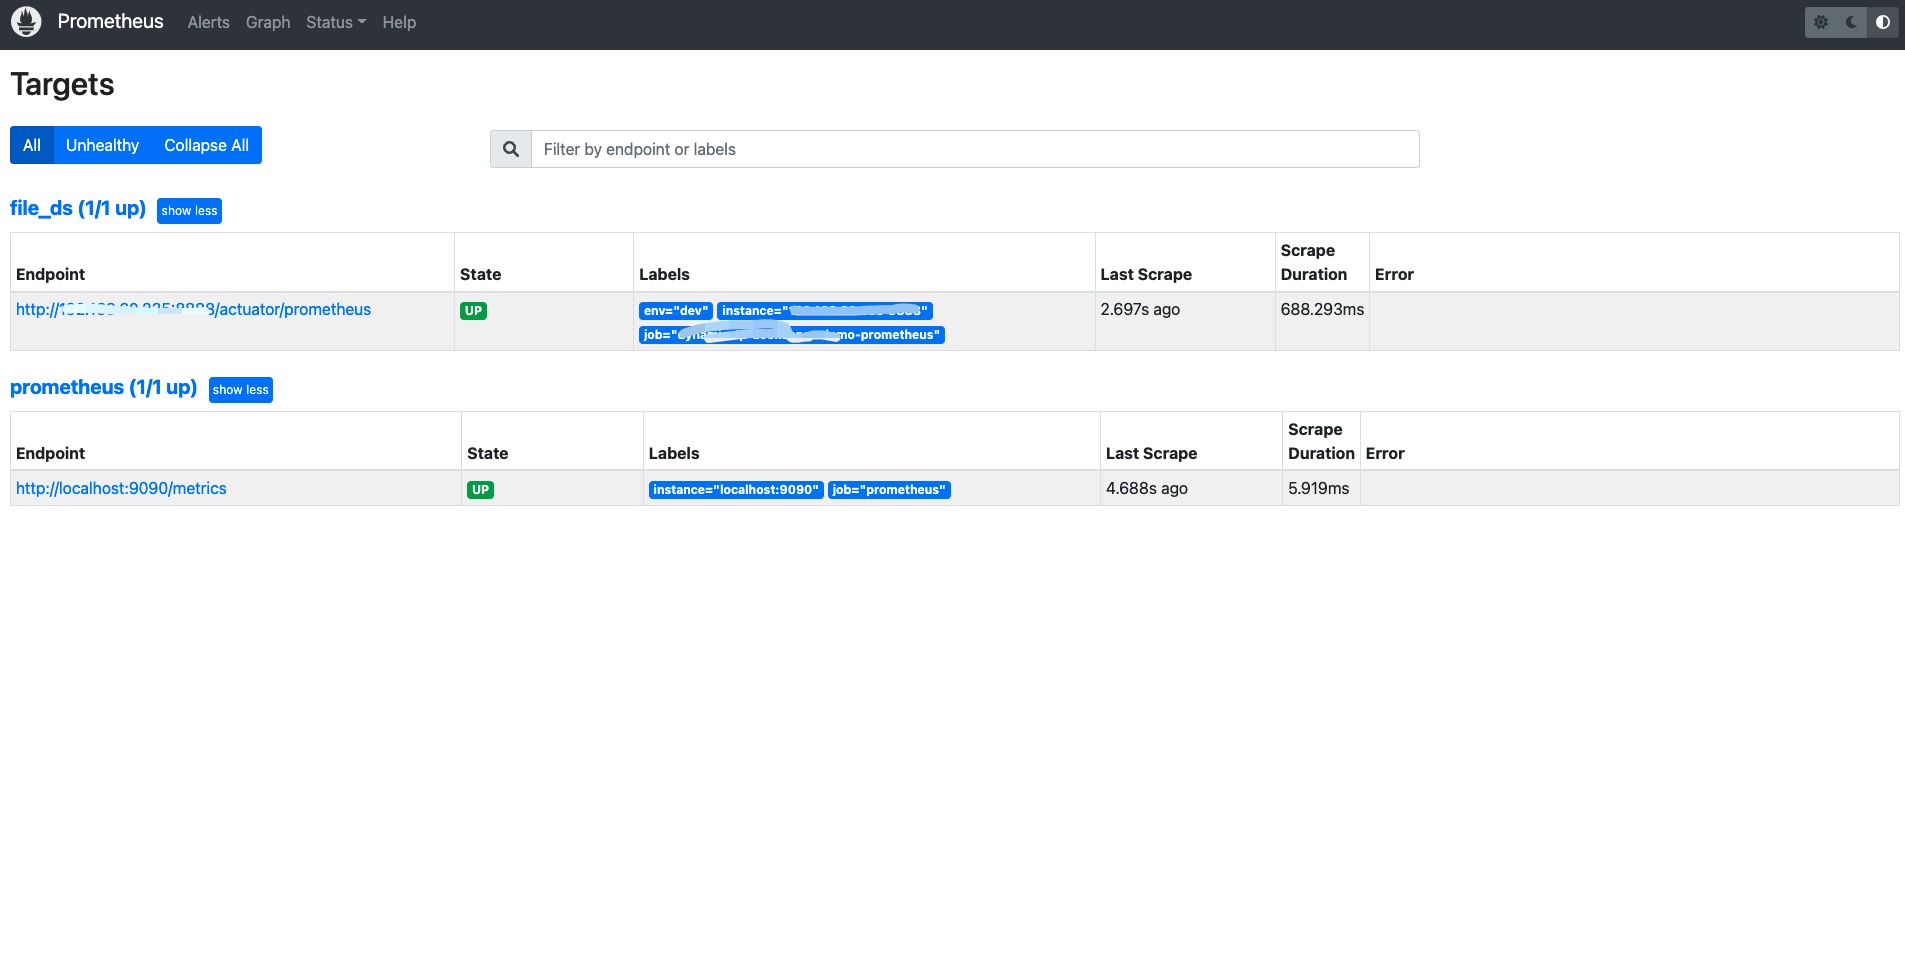 Prometheus Alerts Graph Status Help
Targets
All Unhealthy Collapse All
Filter by endpoint or labels
file_ds (1/1 up) show less
Endpoint State Labels Last Scrape Scrape Duration Error
http:// /actuator/prometheus UP env="dev" instance=" " 2.697s ago 688.293ms
job=" mo-prometheus"
prometheus (1/1 up) show less
Endpoint State Labels Last Scrape Scrape Duration Error
http://localhost:9090/metrics UP instance="localhost:9090" job="prometheus" 4.688s ago 5.919ms